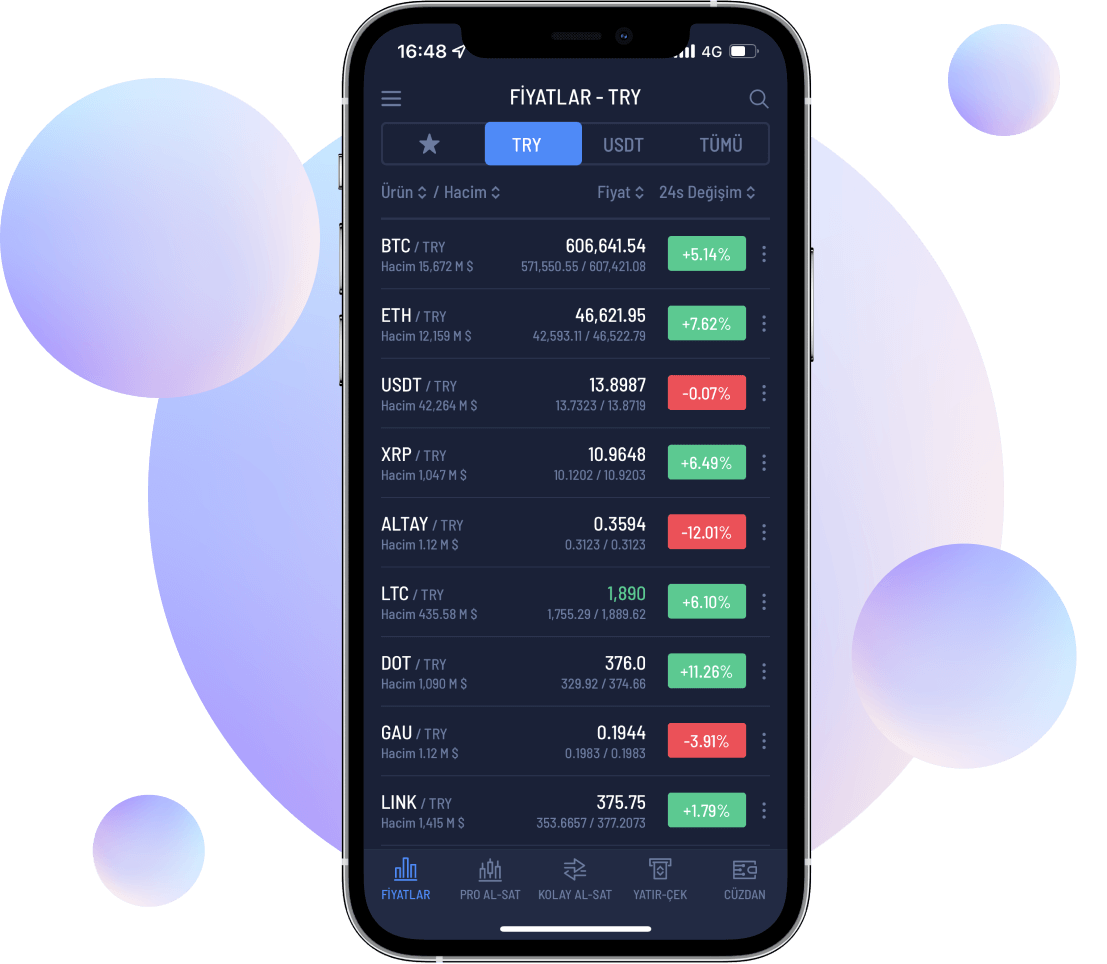 16:48 4G
FİYATLAR - TRY
TRY USDT TÜMÜ
Ürün / Hacim Fiyat 24s Değişim
BTC / TRY 606,641.54 +5.14%
Hacim 15,672 M $ 571,550.55 / 607,421.08
ETH / TRY 46,621.95 +7.62%
Hacim 12,159 M $ 42,593.11 / 46,522.79
USDT / TRY 13.8987 -0.07%
Hacim 42,264 M $ 13.7323 / 13.8719
XRP / TRY 10.9648 +6.49%
Hacim 1,047 M $ 10.1202 / 10.9203
ALTAY / TRY 0.3594 -12.01%
Hacim 1.12 M $ 0.3123 / 0.3123
LTC / TRY 1,890 +6.10%
Hacim 435.58 M $ 1,755.29 / 1,889.62
DOT / TRY 376.0 +11.26%
Hacim 1,090 M $ 329.92 / 374.66
GAU / TRY 0.1944 -3.91%
Hacim 1.12 M $ 0.1983 / 0.1983
LINK / TRY 375.75 +1.79%
Hacim 1,415 M $ 353.6657 / 377.2073
FİYATLAR PRO AL-SAT KOLAY AL-SAT YATIR-ÇEK CÜZDAN